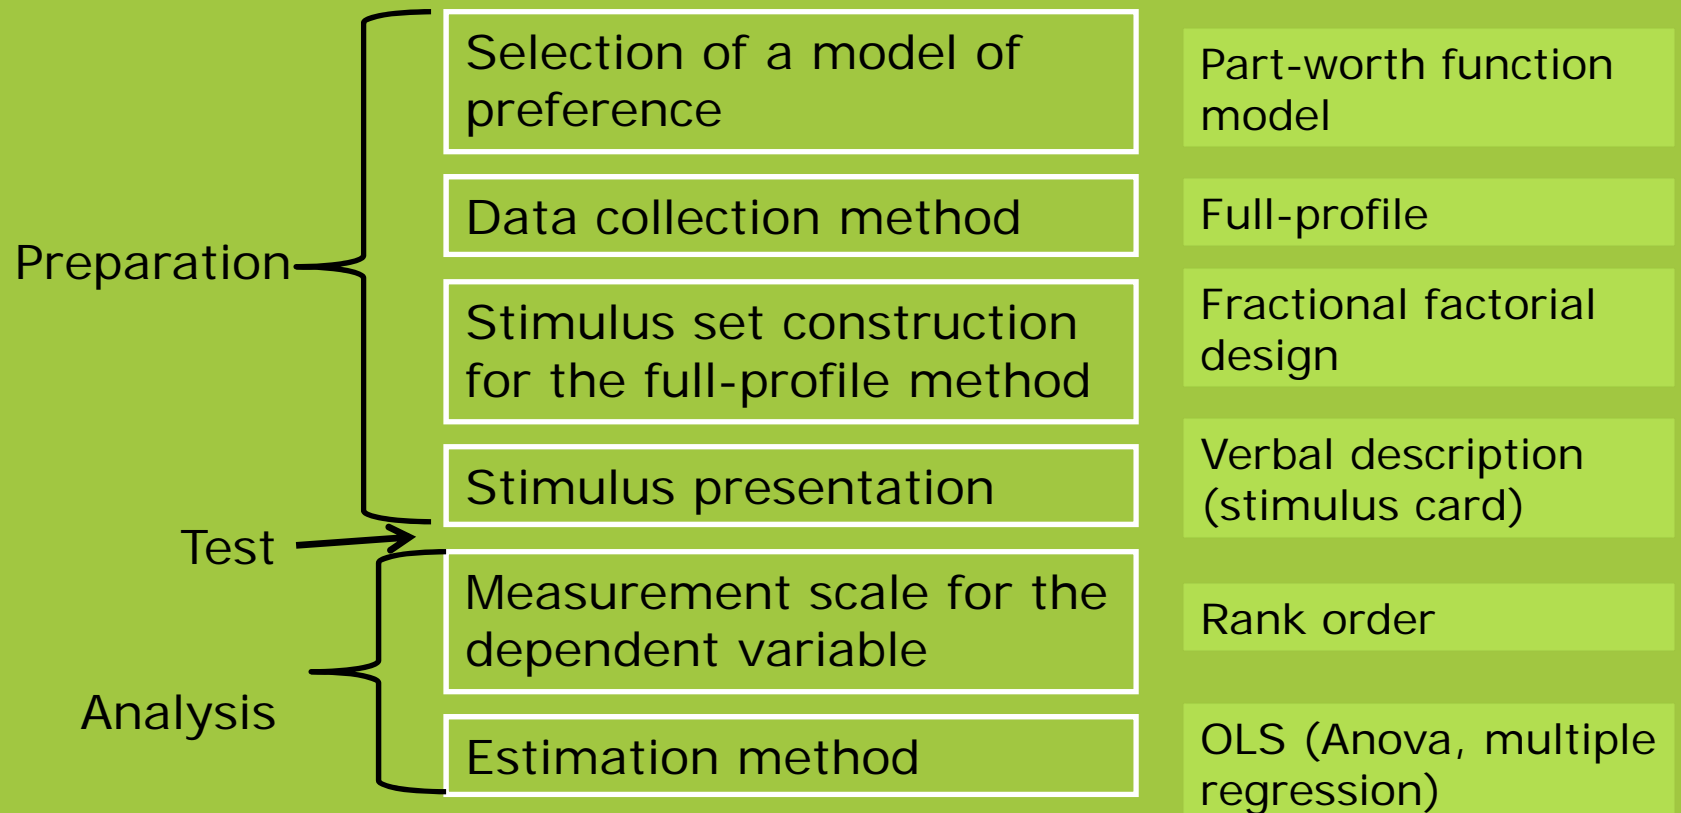 Preparation
Test
Analysis
Selection of a model of
preference
Part-worth function
model
Data collection method
Full-profile
Stimulus set construction
for the full-profile method
Fractional factorial
design
Stimulus presentation
Verbal description
(stimulus card)
Measurement scale for the
dependent variable
Rank order
Estimation method
OLS (Anova, multiple
regression)